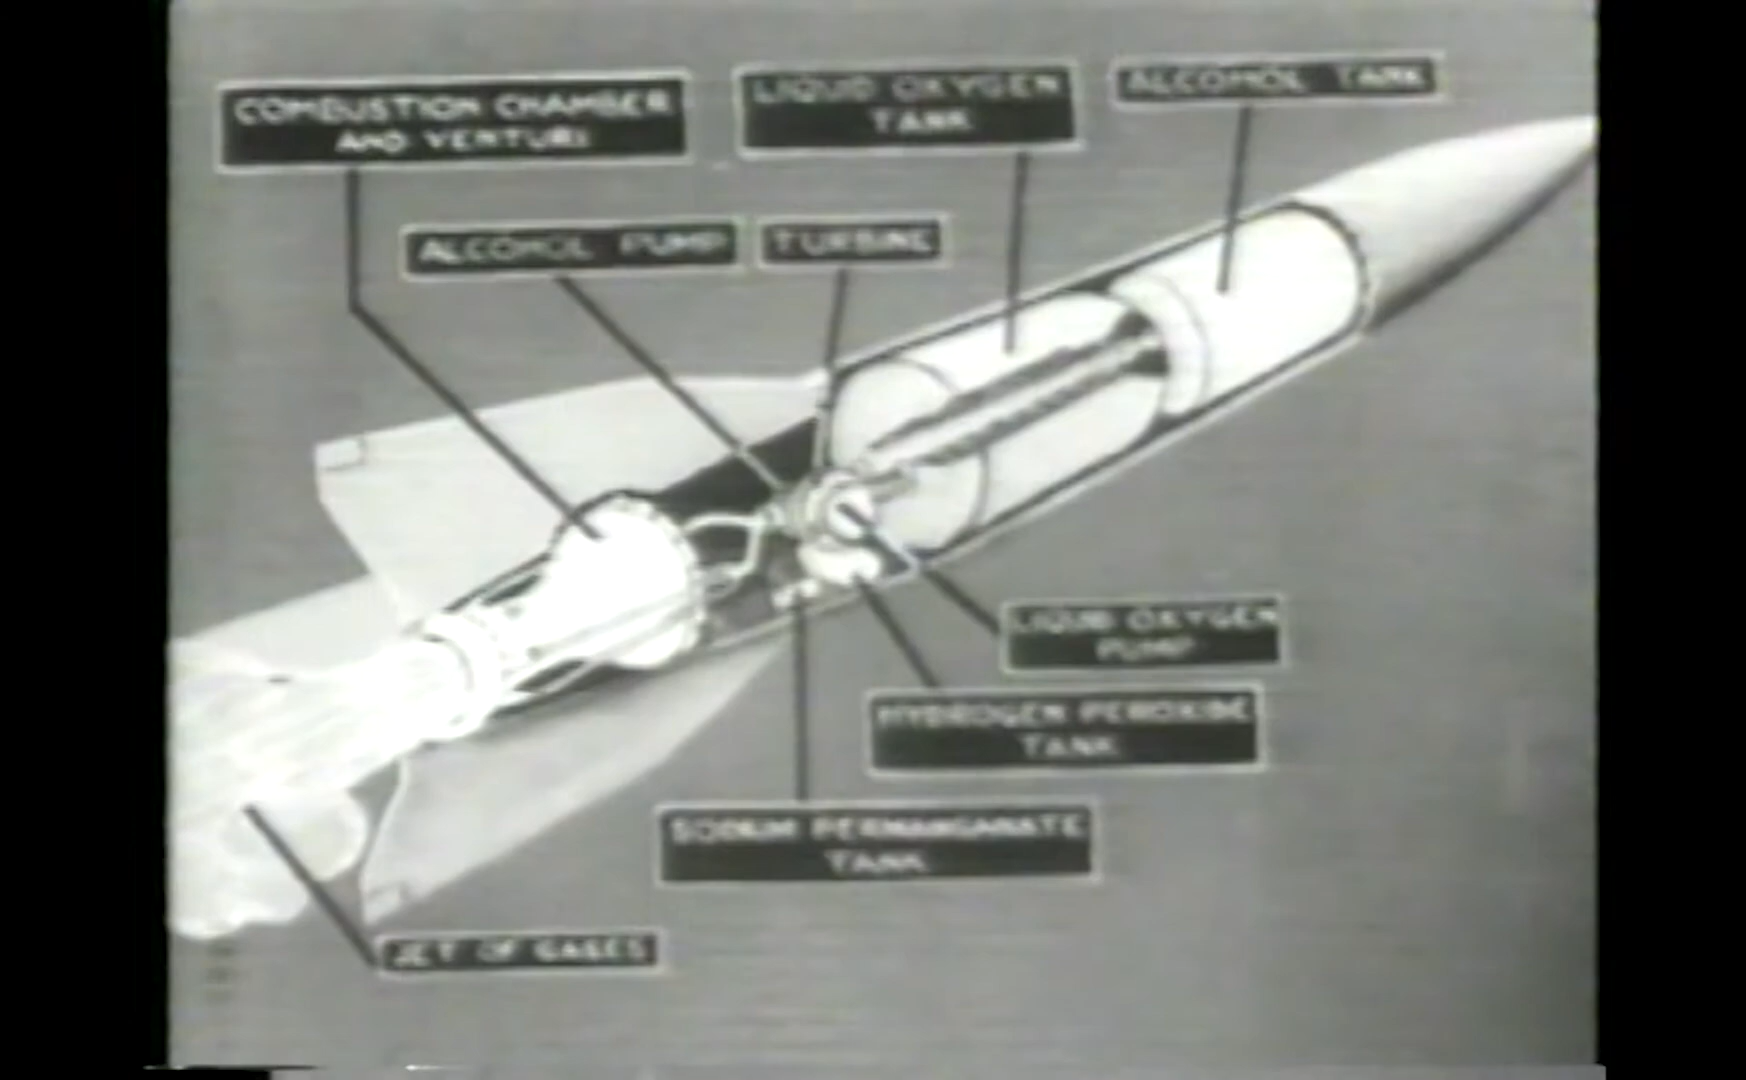 COMBUSTION CHAMBER
AND VENTURI
LIQUID OXYGEN
TANK
ALCOHOL TANK
ALCOHOL PUMP
TURBINE
LIQUID OXYGEN
PUMP
HYDROGEN PEROXIDE
TANK
SODIUM PERMANGANATE
TANK
JET OF GASES